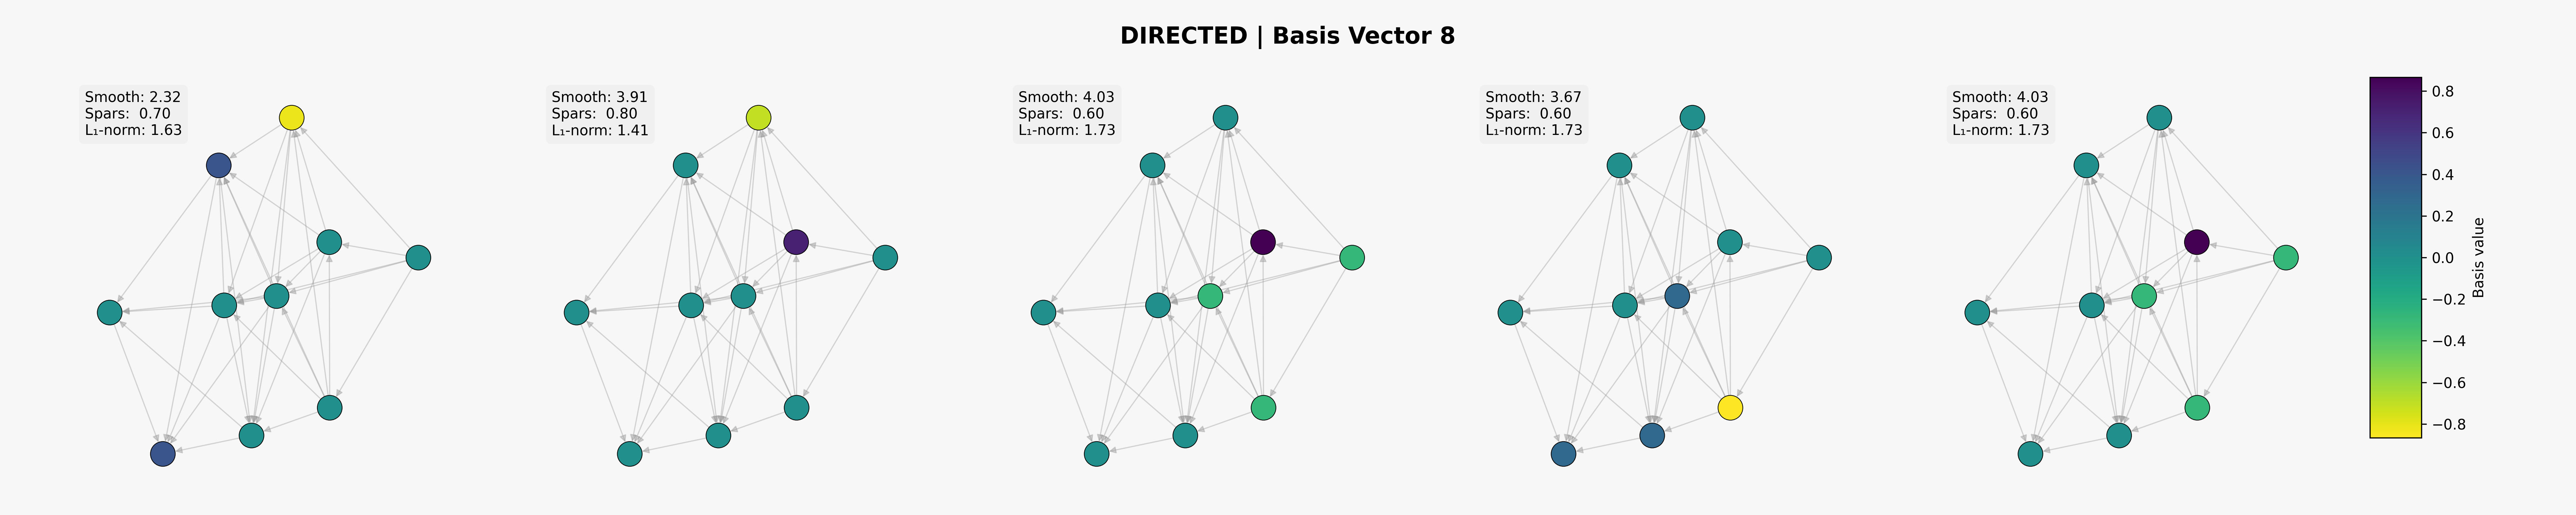 DIRECTED | Basis Vector 8
Smooth: 2.32
Spars:  0.70
L₁-norm: 1.63
Smooth: 3.91
Spars:  0.80
L₁-norm: 1.41
Smooth: 4.03
Spars:  0.60
L₁-norm: 1.73
Smooth: 3.67
Spars:  0.60
L₁-norm: 1.73
Smooth: 4.03
Spars:  0.60
L₁-norm: 1.73
0.8
0.6
0.4
0.2
0.0
−0.2
−0.4
−0.6
−0.8
Basis value